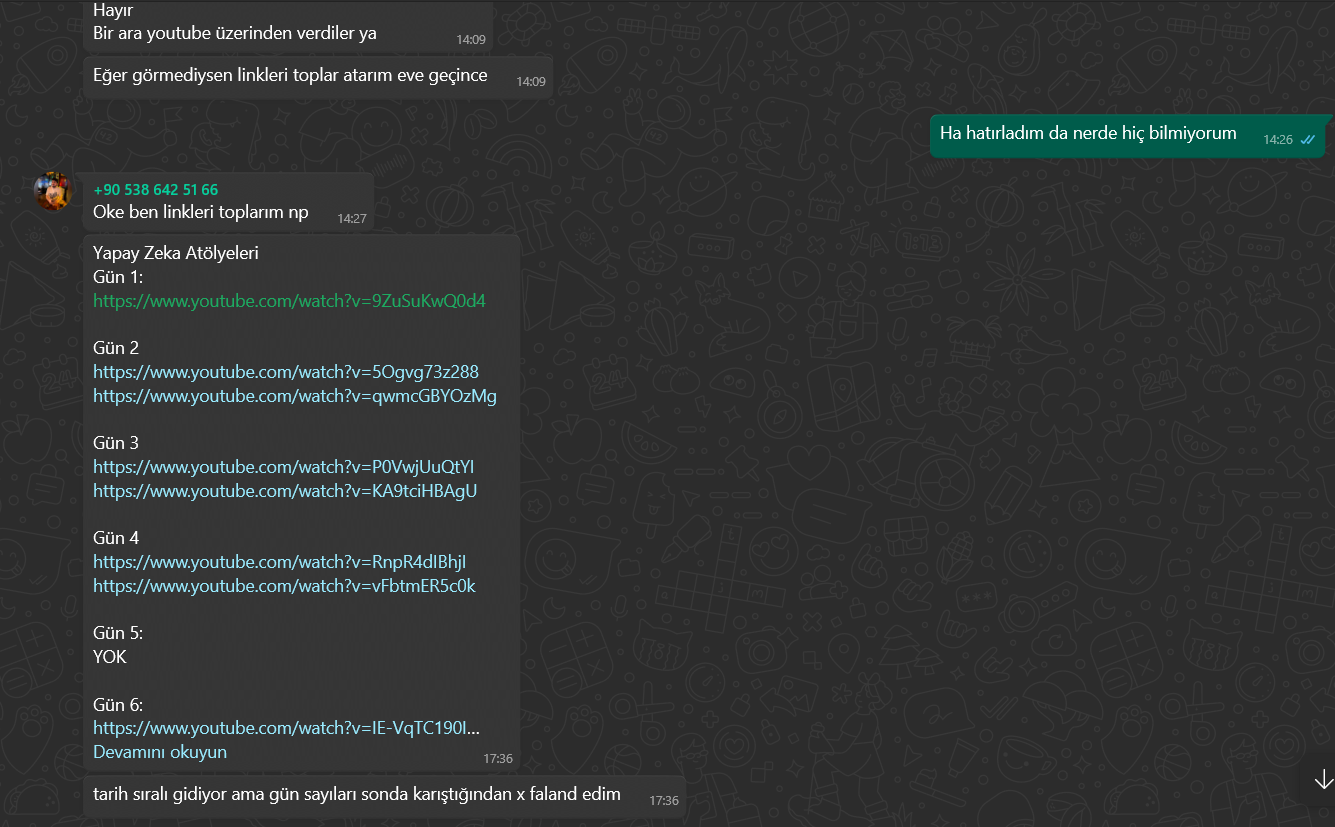 Hayır
Bir ara youtube üzerinden verdiler ya
14:09
Eğer görmediysen linkleri toplar atarım eve geçince
14:09
Ha hatırladım da nerde hiç bilmiyorum
14:26
+90 538 642 51 66
Oke ben linkleri toplarım np
14:27
Yapay Zeka Atölyeleri
Gün 1:
https://www.youtube.com/watch?v=9ZuSuKwQ0d4
Gün 2
https://www.youtube.com/watch?v=5Ogvg73z288
https://www.youtube.com/watch?v=qwmcGBYOzMg
Gün 3
https://www.youtube.com/watch?v=P0VwjUuQtYI
https://www.youtube.com/watch?v=KA9tciHBAgU
Gün 4
https://www.youtube.com/watch?v=RnpR4dIBhjI
https://www.youtube.com/watch?v=vFbtmER5c0k
Gün 5:
YOK
Gün 6:
https://www.youtube.com/watch?v=IE-VqTC190I...
Devamını okuyun
17:36
tarih sıralı gidiyor ama gün sayıları sonda karıştığından x faland edim
17:36